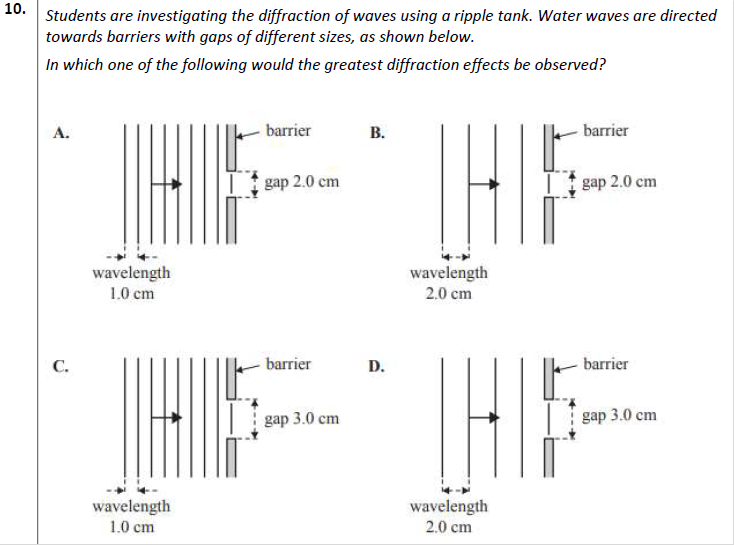 10. Students are investigating the diffraction of waves using a ripple tank. Water waves are directed
towards barriers with gaps of different sizes, as shown below.
In which one of the following would the greatest diffraction effects be observed?
A.
barrier
gap 2.0 cm
wavelength
1.0 cm
B.
barrier
gap 2.0 cm
wavelength
2.0 cm
C.
barrier
gap 3.0 cm
wavelength
1.0 cm
D.
barrier
gap 3.0 cm
wavelength
2.0 cm